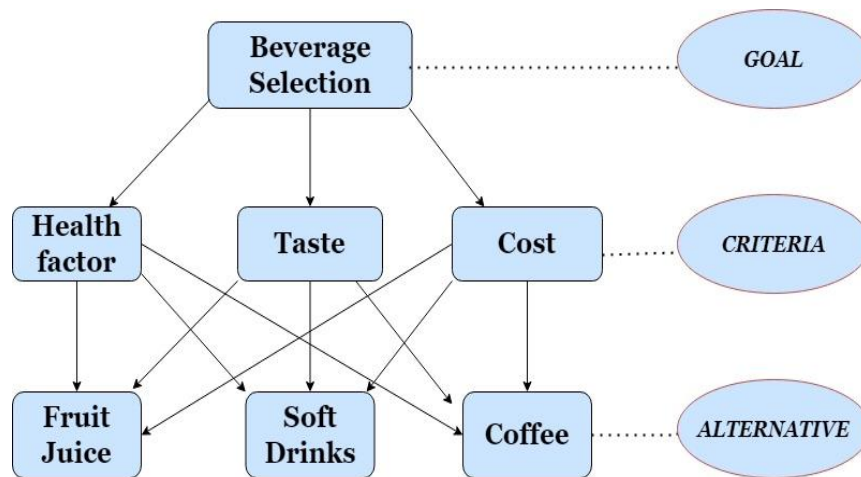 Beverage
Selection
GOAL
Health
factor
Taste
Cost
CRITERIA
Fruit
Juice
Soft
Drinks
Coffee
ALTERNATIVE